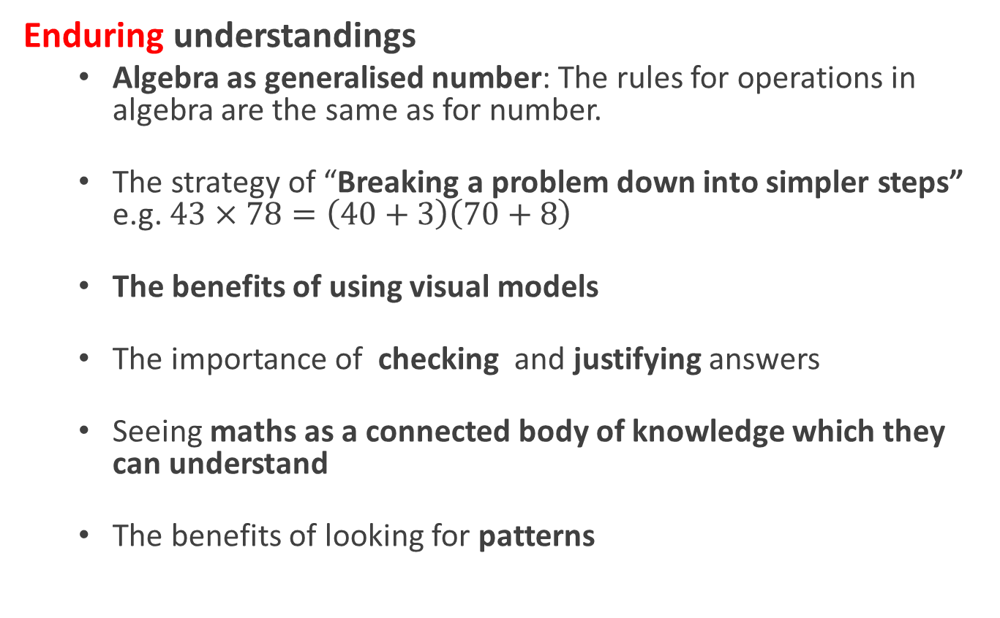 Enduring understandings
• Algebra as generalised number: The rules for operations in
algebra are the same as for number.
• The strategy of “Breaking a problem down into simpler steps”
e.g. 43 × 78 = (40 + 3)(70 + 8)
• The benefits of using visual models
• The importance of  checking  and justifying answers
• Seeing maths as a connected body of knowledge which they
can understand
• The benefits of looking for patterns